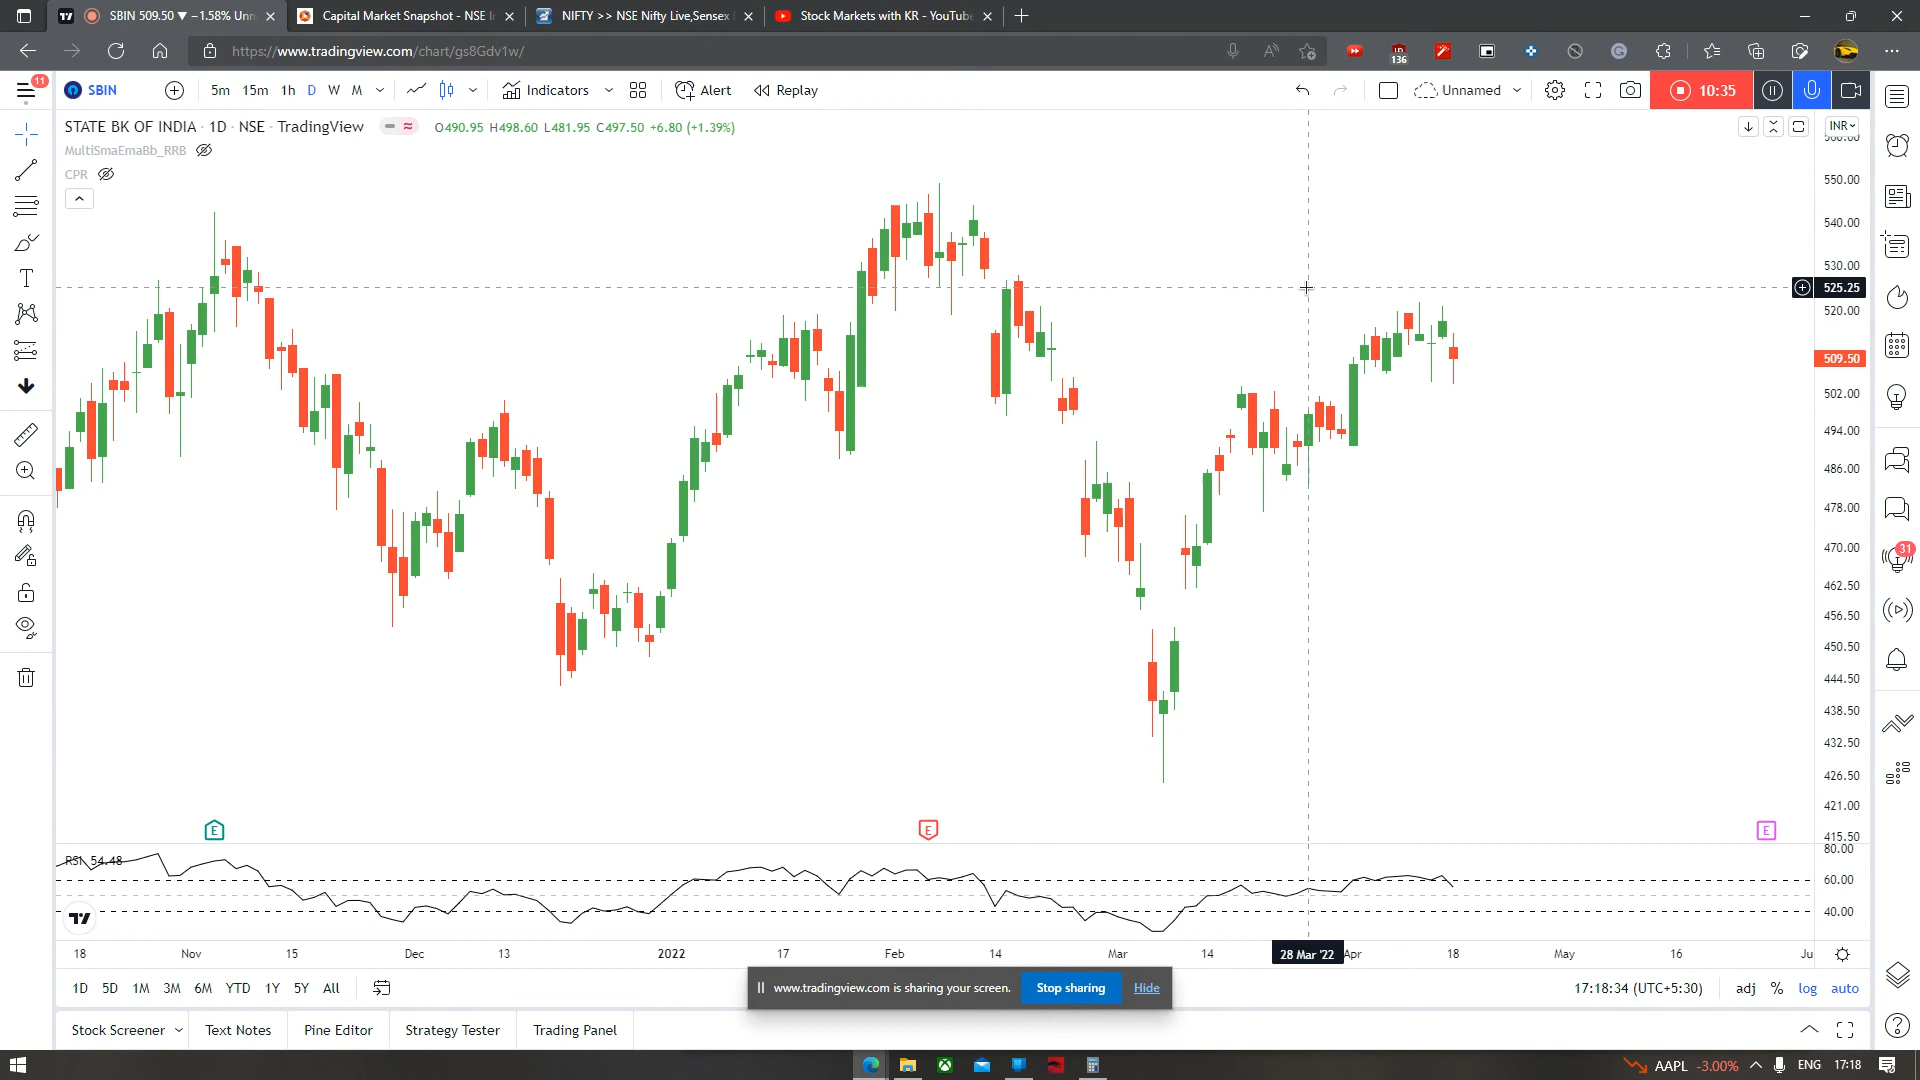 SBIN 509.50 ▼ −1.58% Unn
Capital Market Snapshot - NSE I
NIFTY >> NSE Nifty Live,Sensex
Stock Markets with KR - YouTube
https://www.tradingview.com/chart/gs8Gdv1w/
136
11
SBIN
5m 15m 1h D W M
Indicators
Alert
Replay
Unnamed
10:35
STATE BK OF INDIA · 1D · NSE · TradingView
O490.95 H498.60 L481.95 C497.50 +6.80 (+1.39%)
INR
MultiSmaEmaBb_RRB
CPR
560.00
550.00
540.00
530.00
525.25
520.00
509.50
502.00
494.00
486.00
478.00
470.00
462.50
456.50
450.50
444.50
438.50
432.50
426.50
421.00
415.50
31
E
E
E
RSI 54.48
80.00
60.00
40.00
18 Nov 15 Dec 13 2022 17 Feb 14 Mar 14 28 Mar '22 Apr 18 May 16 Ju
1D 5D 1M 3M 6M YTD 1Y 5Y All
www.tradingview.com is sharing your screen.
Stop sharing
Hide
17:18:34 (UTC+5:30)
adj % log auto
Stock Screener
Text Notes
Pine Editor
Strategy Tester
Trading Panel
AAPL -3.00%
ENG
17:18